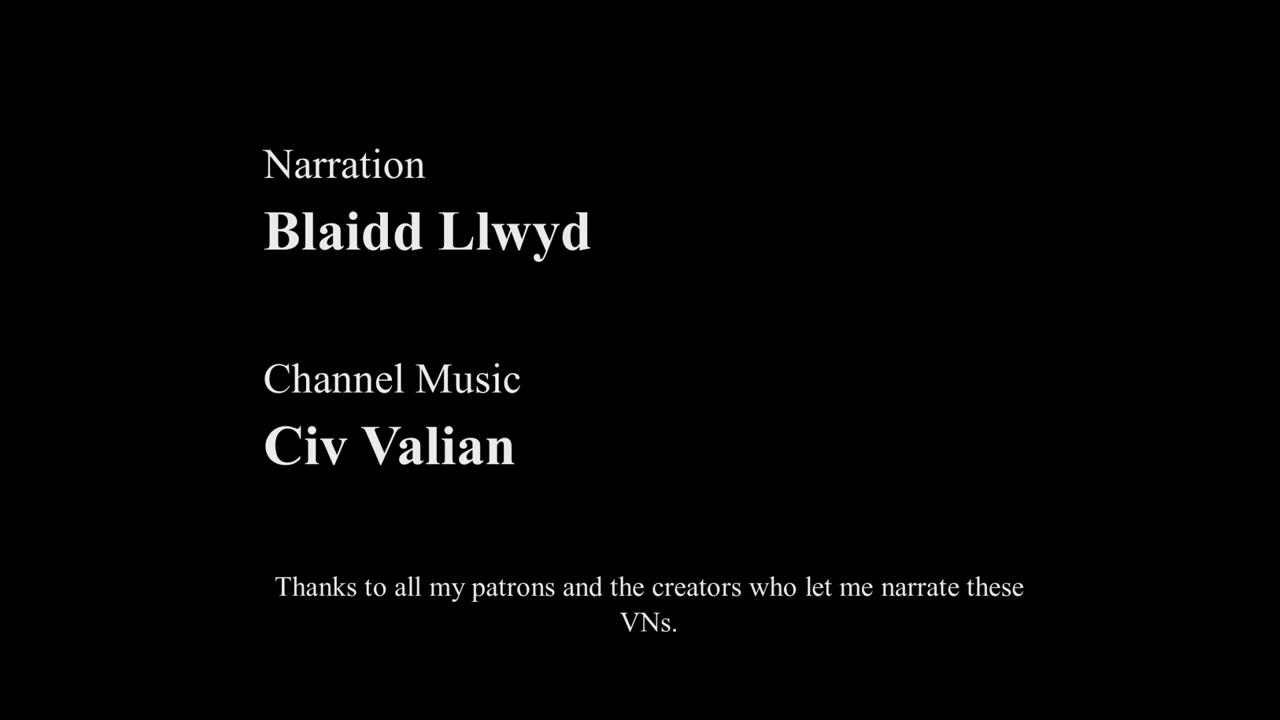 Narration
Blaidd Llwyd
Channel Music
Civ Valian
Thanks to all my patrons and the creators who let me narrate these
VNs.